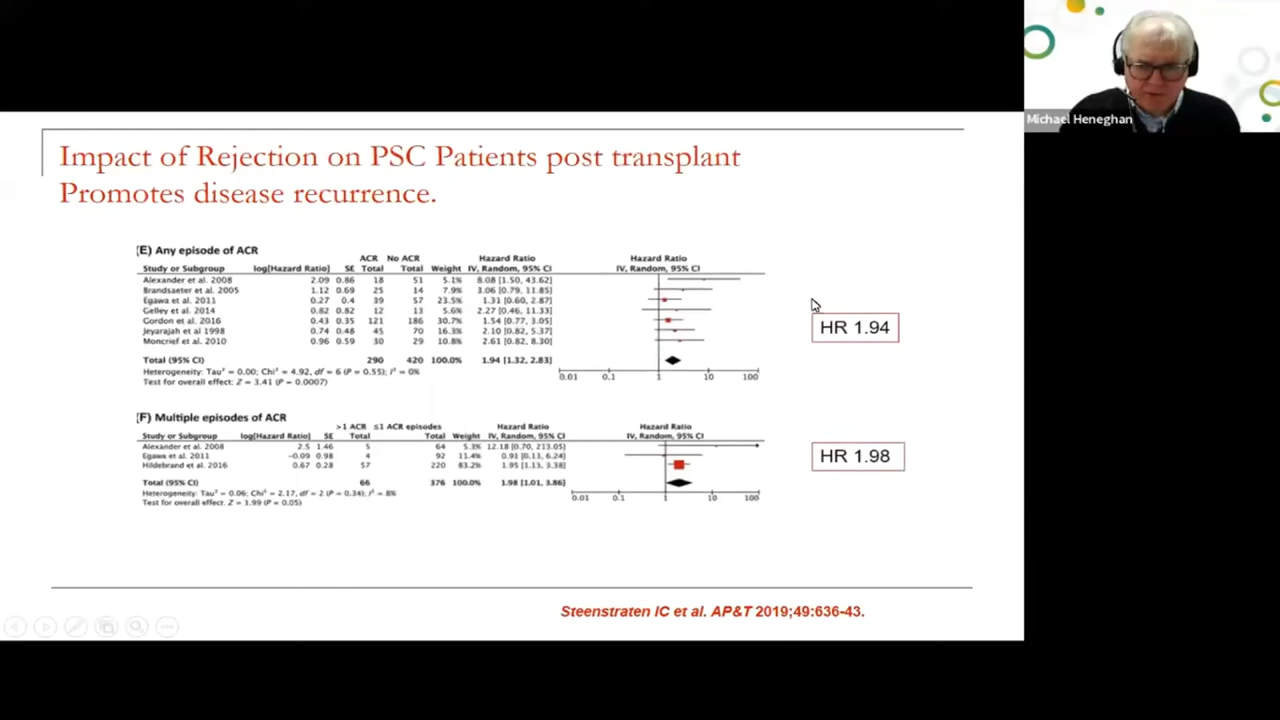 Michael Heneghan
Impact of Rejection on PSC Patients post transplant
Promotes disease recurrence.
(E) Any episode of ACR
ACR No ACR Hazard Ratio Hazard Ratio
Study or Subgroup log[Hazard Ratio] SE Total Total Weight IV, Random, 95% CI IV, Random, 95% CI
Alexander et al. 2008 2.09 0.86 18 51 5.1% 8.08 [1.50, 43.62]
Brandsaeter et al. 2005 1.12 0.69 25 14 7.9% 3.06 [0.79, 11.85]
Egawa et al. 2011 0.27 0.4 39 57 23.5% 1.31 [0.60, 2.87]
Gelley et al. 2014 0.82 0.82 12 13 5.6% 2.27 [0.46, 11.33]
Gordon et al. 2016 0.43 0.35 121 186 30.7% 1.54 [0.77, 3.05]
Jeyarajah et al 1998 0.74 0.48 45 70 16.3% 2.10 [0.82, 5.37]
Moncrief et al. 2010 0.96 0.59 30 29 10.8% 2.61 [0.82, 8.30]
Total (95% CI) 290 420 100.0% 1.94 [1.32, 2.83]
Heterogeneity: Tau² = 0.00; Chi² = 4.92, df = 6 (P = 0.55); I² = 0%
Test for overall effect: Z = 3.41 (P = 0.0007)
0.01 0.1 1 10 100
HR 1.94
(F) Multiple episodes of ACR
>1 ACR ≤1 ACR episodes Hazard Ratio Hazard Ratio
Study or Subgroup log[Hazard Ratio] SE Total Total Weight IV, Random, 95% CI IV, Random, 95% CI
Alexander et al. 2008 2.5 1.46 5 64 5.3% 12.18 [0.70, 213.05]
Egawa et al. 2011 -0.09 0.98 4 92 11.4% 0.91 [0.13, 6.24]
Hildebrand et al. 2016 0.67 0.28 57 220 83.2% 1.95 [1.13, 3.38]
Total (95% CI) 66 376 100.0% 1.98 [1.01, 3.86]
Heterogeneity: Tau² = 0.06; Chi² = 2.17, df = 2 (P = 0.34); I² = 8%
Test for overall effect: Z = 1.99 (P = 0.05)
0.01 0.1 1 10 100
HR 1.98
Steenstraten IC et al. AP&T 2019;49:636-43.